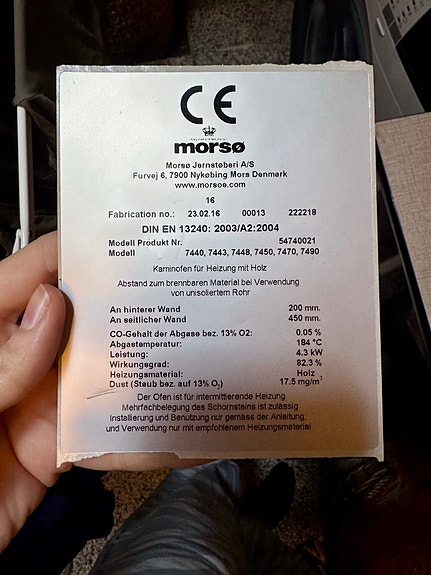 CE
morsø
Morsø Jernstøberi A/S
Furvej 6, 7900 Nykøbing Mors Denmark
www.morsoe.com
16
Fabrication no.: 23.02.16 00013 222218
DIN EN 13240: 2003/A2:2004
Modell Produkt Nr. 54740021
Modell 7440, 7443, 7448, 7450, 7470, 7490
Kaminofen für Heizung mit Holz
Abstand zum brennbaren Material bei Verwendung
von unisoliertem Rohr
An hinterer Wand 200 mm.
An seitlicher Wand 450 mm.
CO-Gehalt der Abgase bez. 13% O2: 0.05 %
Abgastemperatur: 184 °C
Leistung: 4.3 kW
Wirkungsgrad: 82,3 %
Heizungsmaterial: Holz
Dust (Staub bez. auf 13% O₂) 17.5 mg/m³
Der Ofen ist für intermittierende Heizung
Mehrfachbelegung des Schornsteins ist zulässig
Installierung und Benutzung nur gemäss der Anleitung,
und Verwendung nur mit empfohlenem Heizungsmaterial